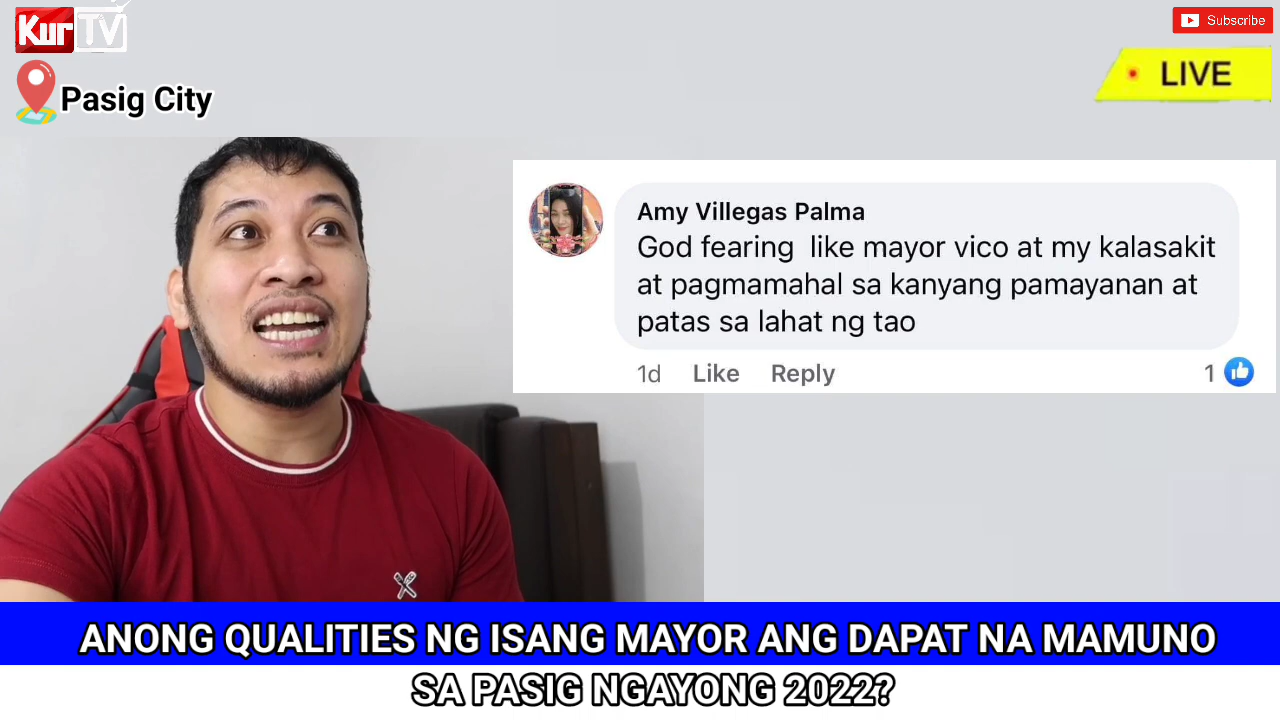 KurTV
Subscribe
LIVE
Pasig City
Amy Villegas Palma
God fearing  like mayor vico at my kalasakit
at pagmamahal sa kanyang pamayanan at
patas sa lahat ng tao
1d Like Reply 1
ANONG QUALITIES NG ISANG MAYOR ANG DAPAT NA MAMUNO
SA PASIG NGAYONG 2022?